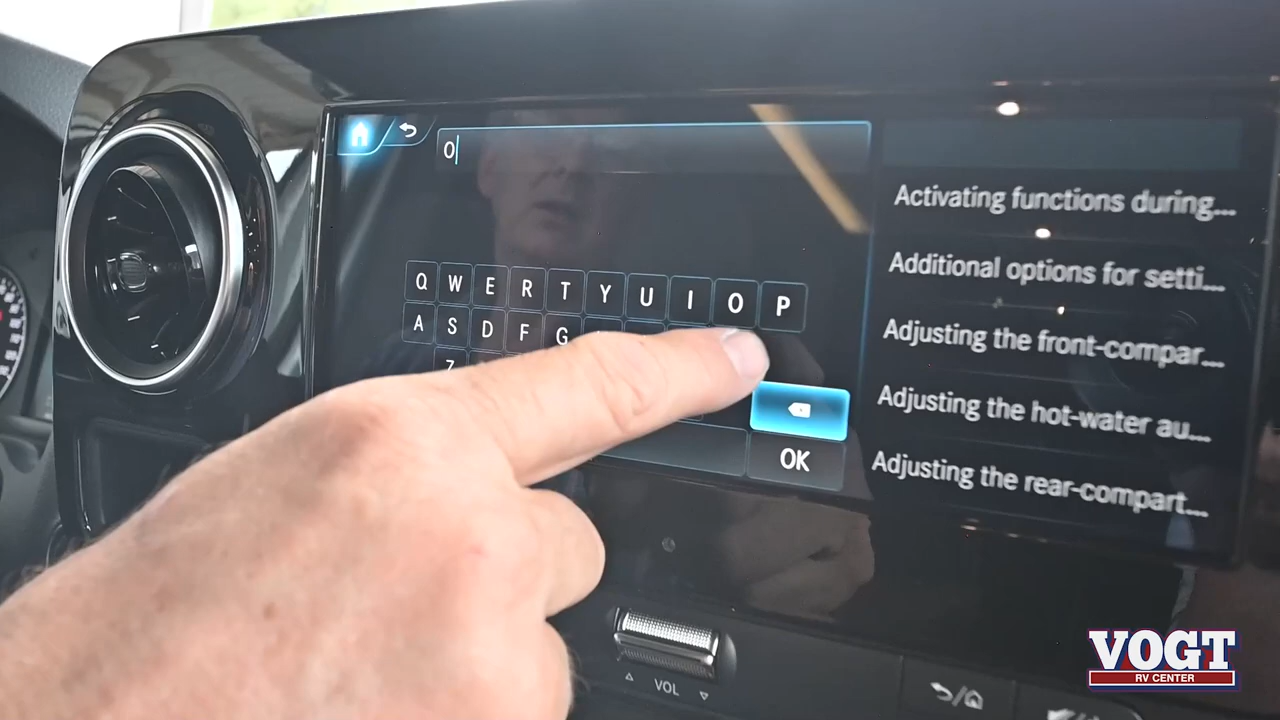 O
Q W E R T Y U I O P
A S D F G
Z
OK
Activating functions during...
Additional options for setti...
Adjusting the front-compar...
Adjusting the hot-water au...
Adjusting the rear-compart...
VOL
VOGT
RV CENTER